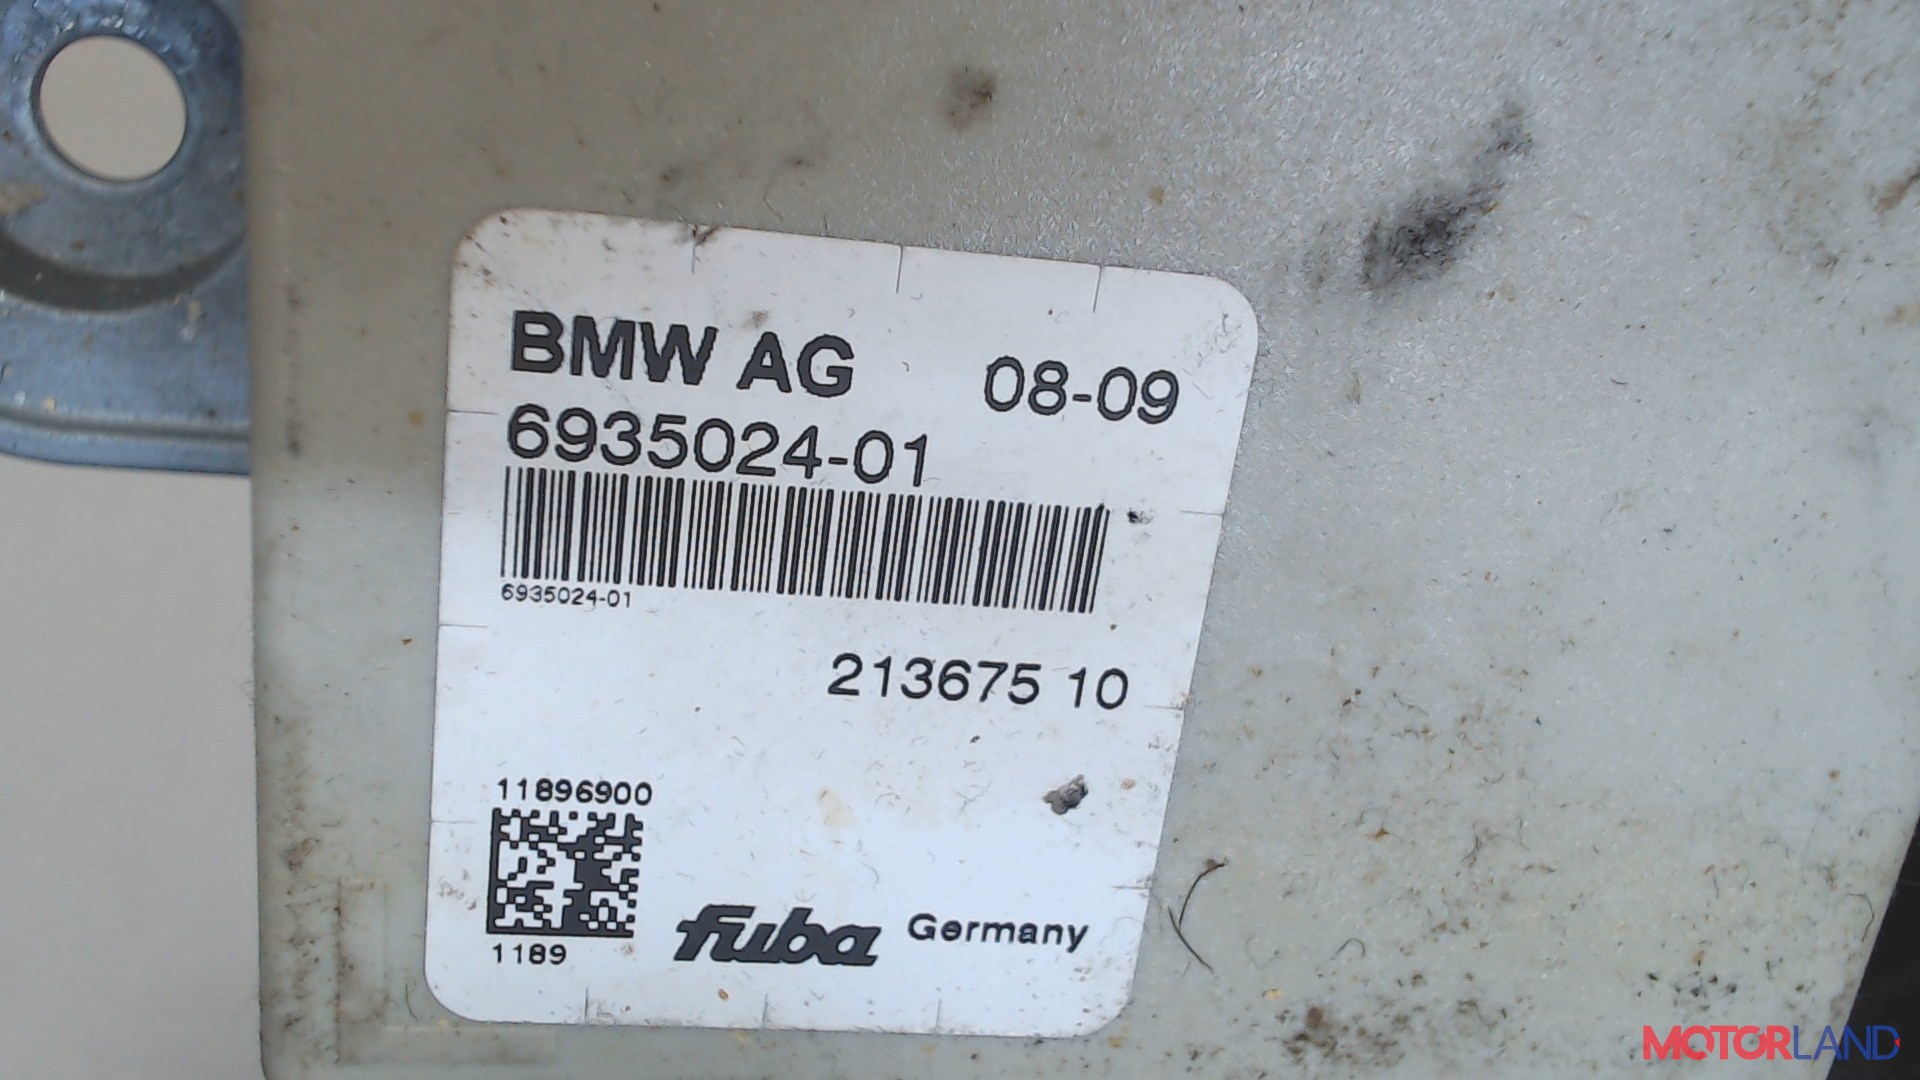 BMW AG 08-09
6935024-01
6935024-01
213675 10
11896900
1189
fuba Germany
MOTORLAND